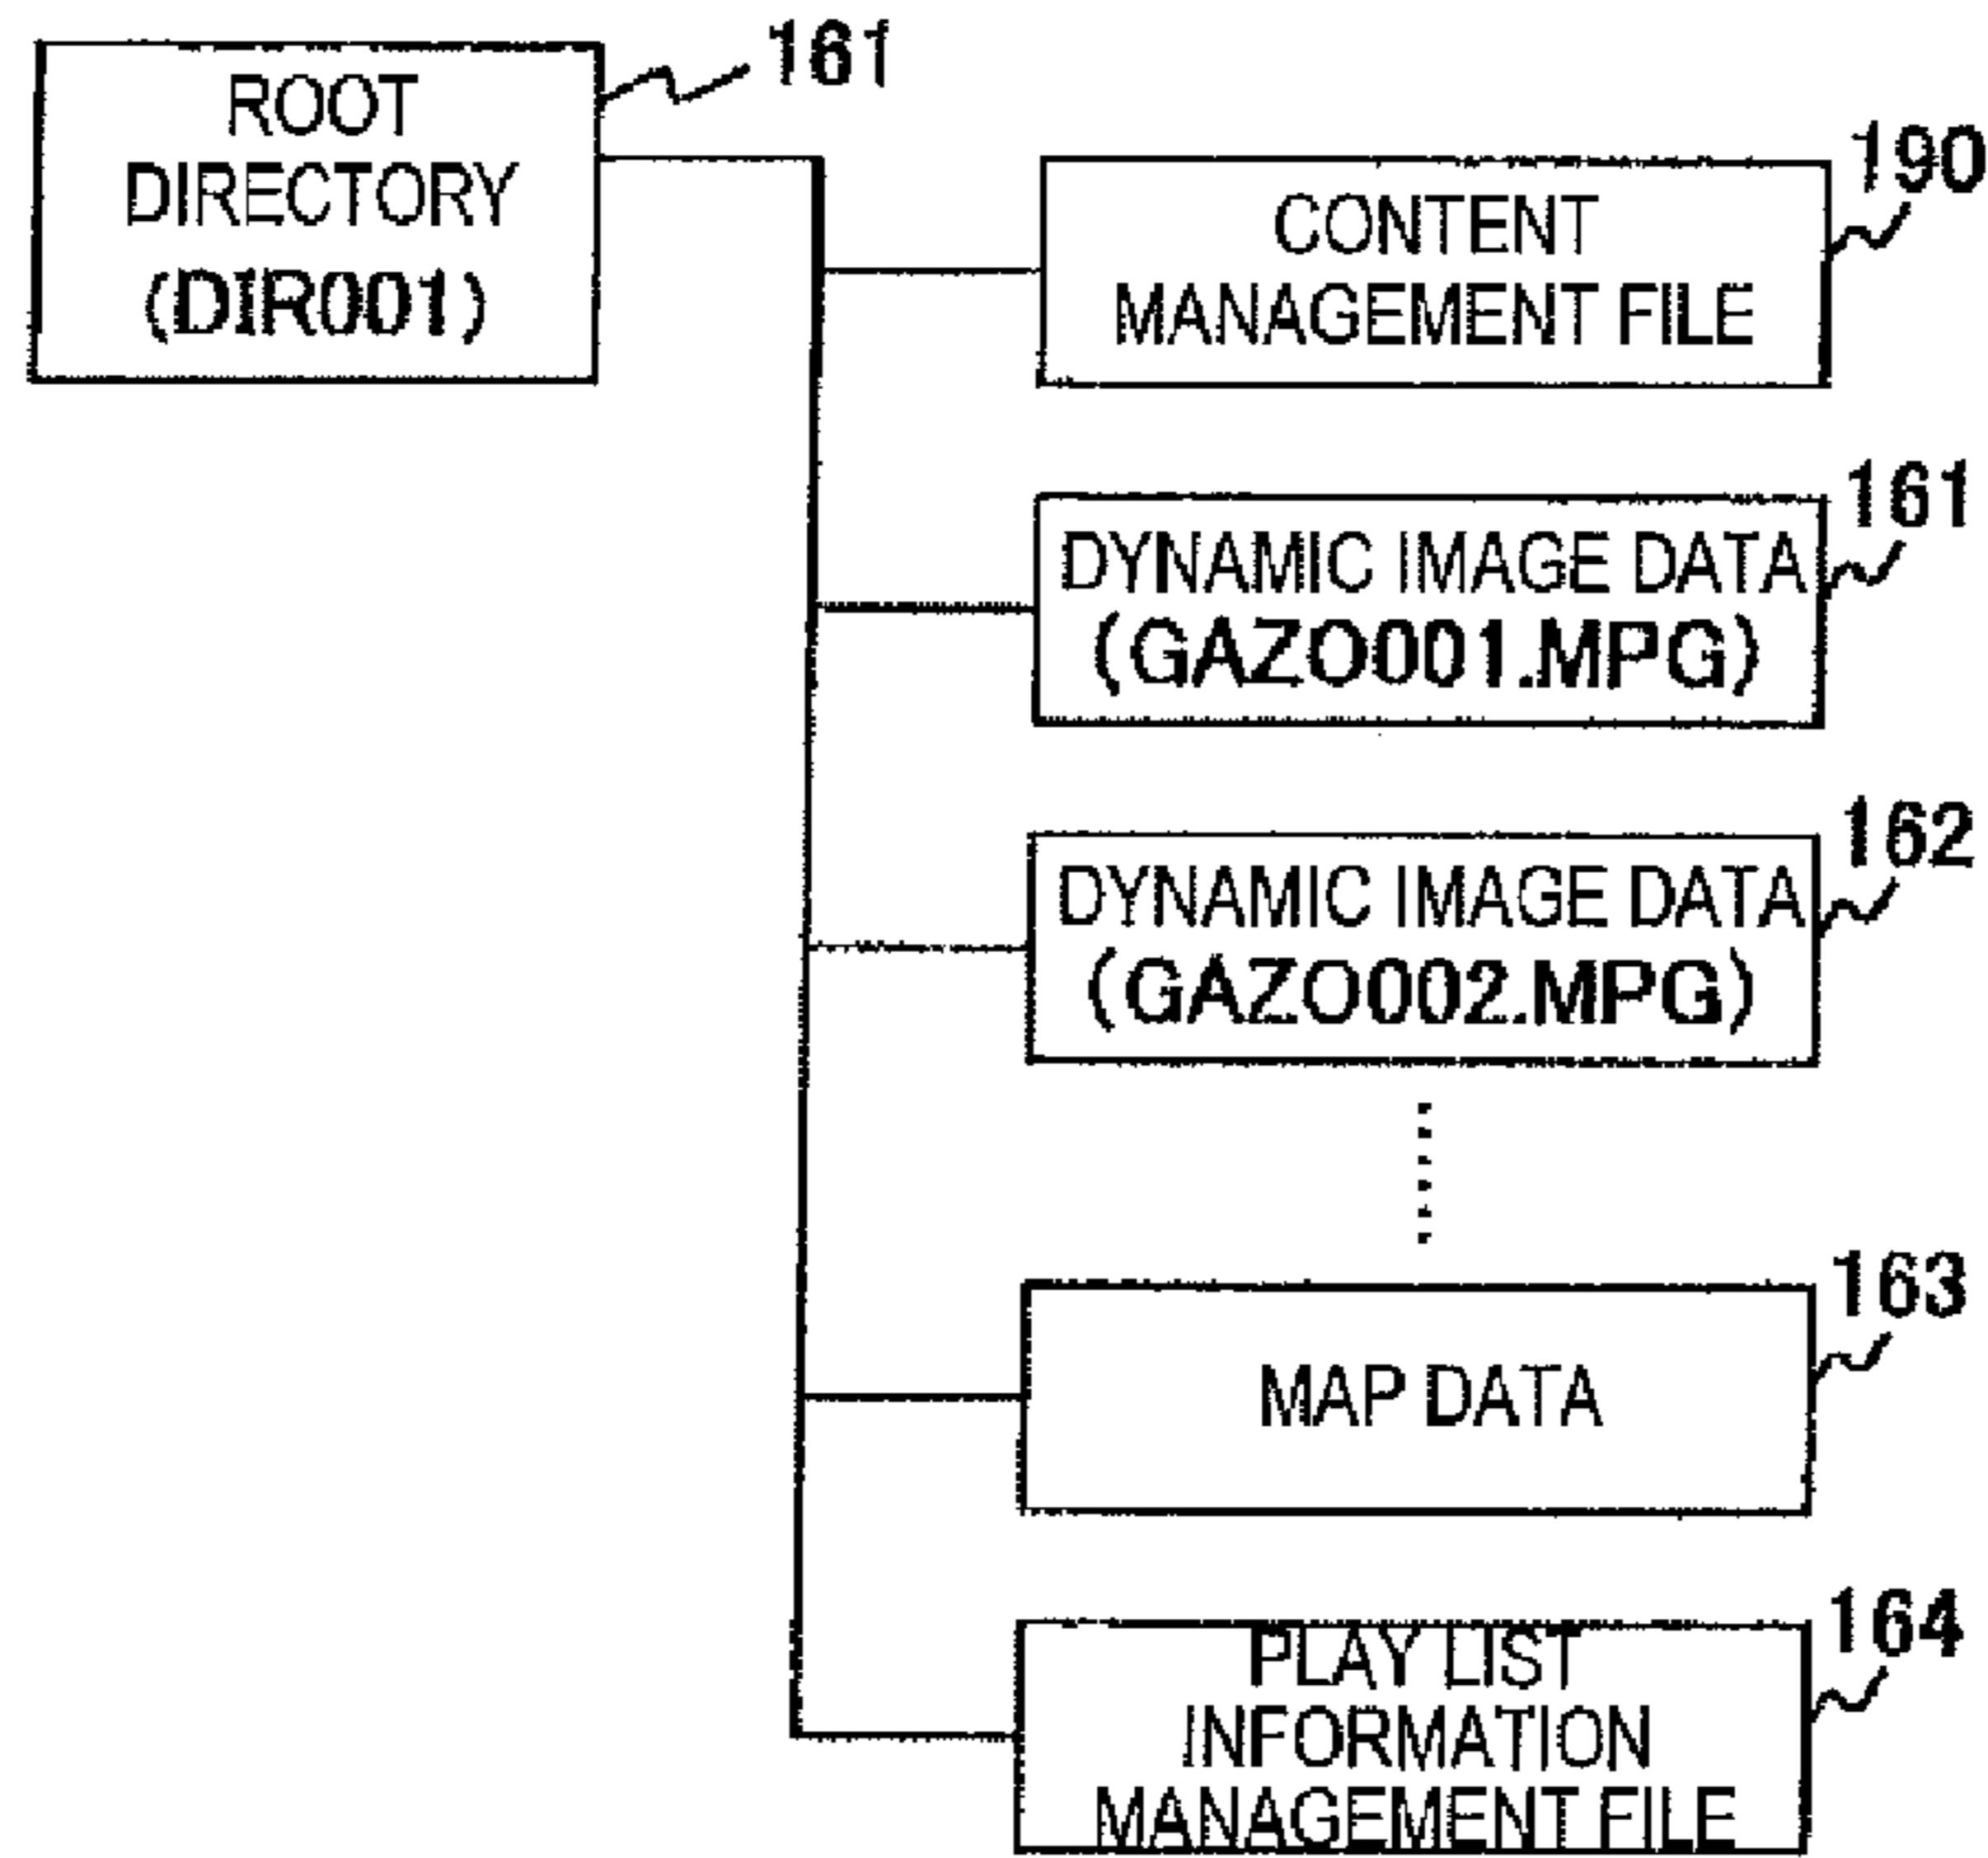 161
ROOT
DIRECTORY
(DIR001)
190
CONTENT
MANAGEMENT FILE
161
DYNAMIC IMAGE DATA
(GAZO001.MPG)
162
DYNAMIC IMAGE DATA
(GAZO002.MPG)
163
MAP DATA
164
PLAY LIST
INFORMATION
MANAGEMENT FILE